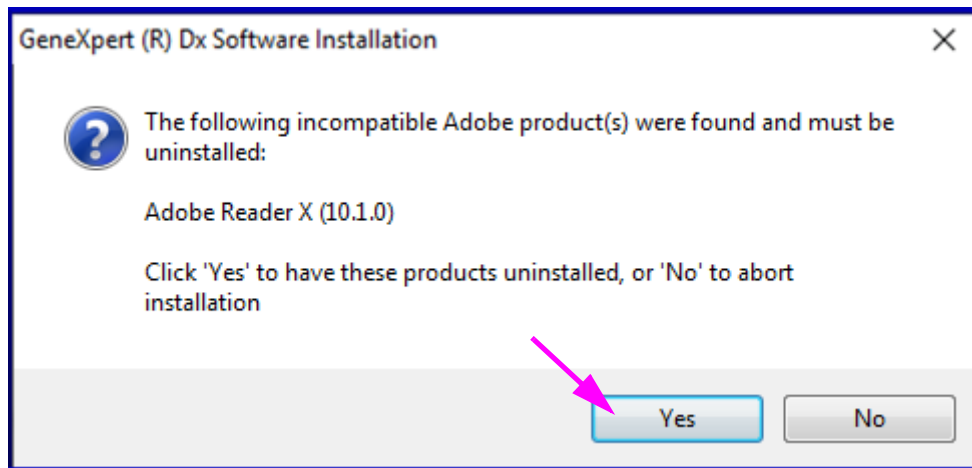 GeneXpert (R) Dx Software Installation
The following incompatible Adobe product(s) were found and must be
uninstalled:
Adobe Reader X (10.1.0)
Click 'Yes' to have these products uninstalled, or 'No' to abort
installation
Yes No